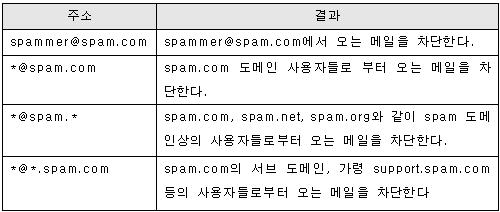 주소 결과
spammer@spam.com spammer@spam.com에서 오는 메일을 차단한다.
*@spam.com spam.com 도메인 사용자들로 부터 오는 메일을 차
단한다.
*@spam.* spam.com, spam.net, spam.org와 같이 spam 도메
인상의 사용자들로부터 오는 메일을 차단한다.
*@*.spam.com spam.com의 서브 도메인, 가령 support.spam.com
등의 사용자들로부터 오는 메일을 차단한다